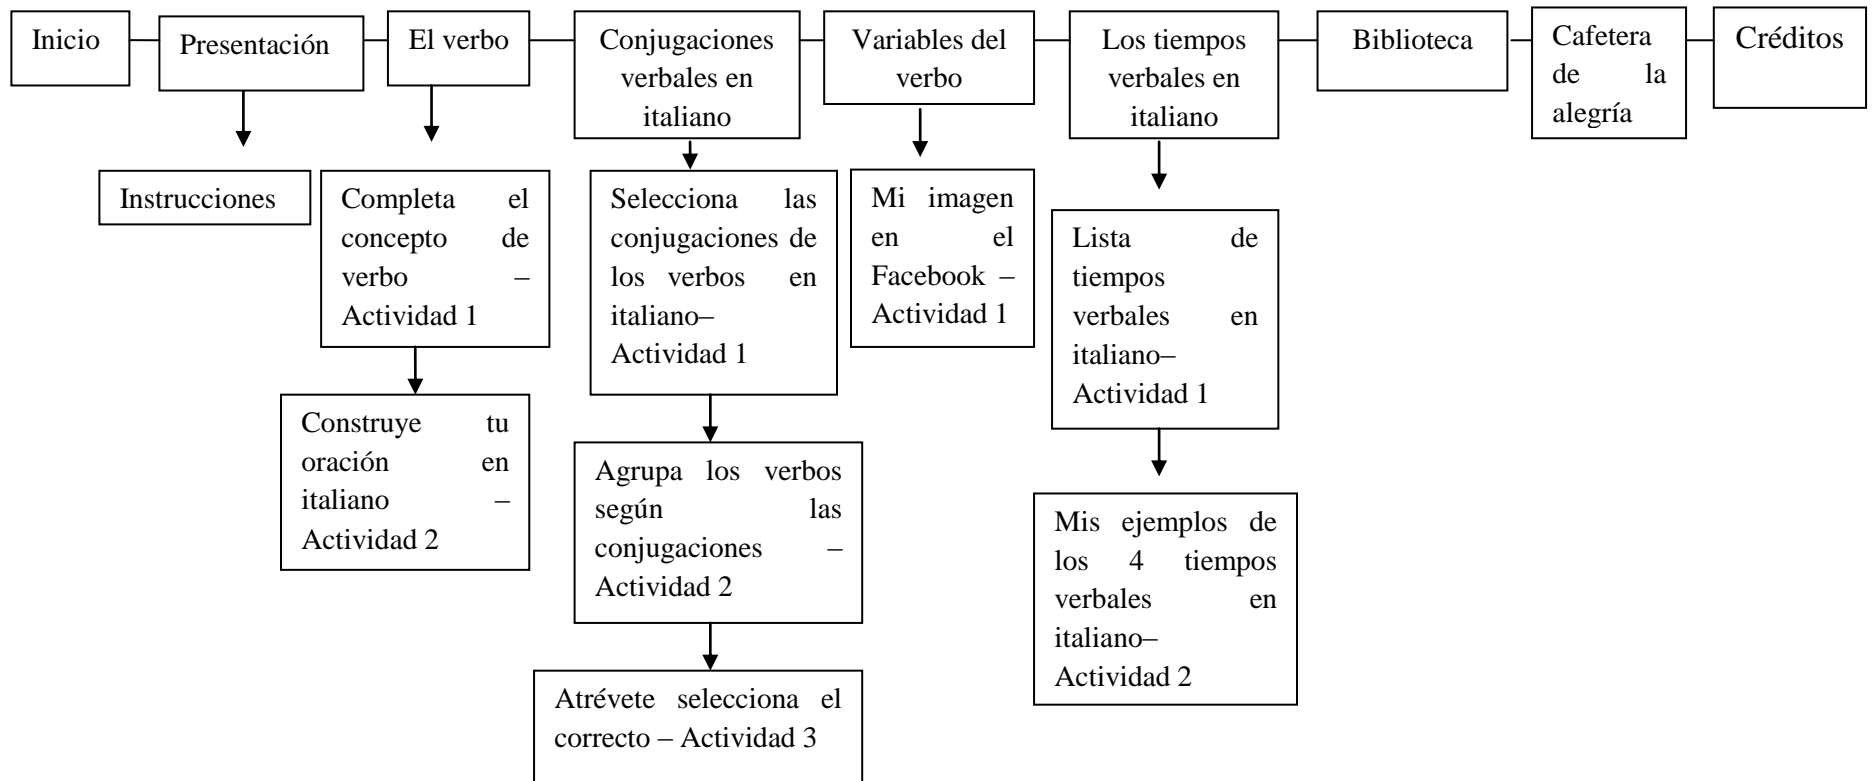 Inicio
Presentación
El verbo
Conjugaciones
verbales en
italiano
Variables del
verbo
Los tiempos
verbales en
italiano
Biblioteca
Cafetera
de la
alegría
Créditos
Instrucciones
Completa el
concepto de
verbo –
Actividad 1
Selecciona las
conjugaciones de
los verbos en
italiano–
Actividad 1
Mi imagen
en el
Facebook –
Actividad 1
Lista de
tiempos
verbales en
italiano–
Actividad 1
Construye tu
oración en
italiano –
Actividad 2
Agrupa los verbos
según las
conjugaciones –
Actividad 2
Mis ejemplos de
los 4 tiempos
verbales en
italiano–
Actividad 2
Atrévete selecciona el
correcto – Actividad 3